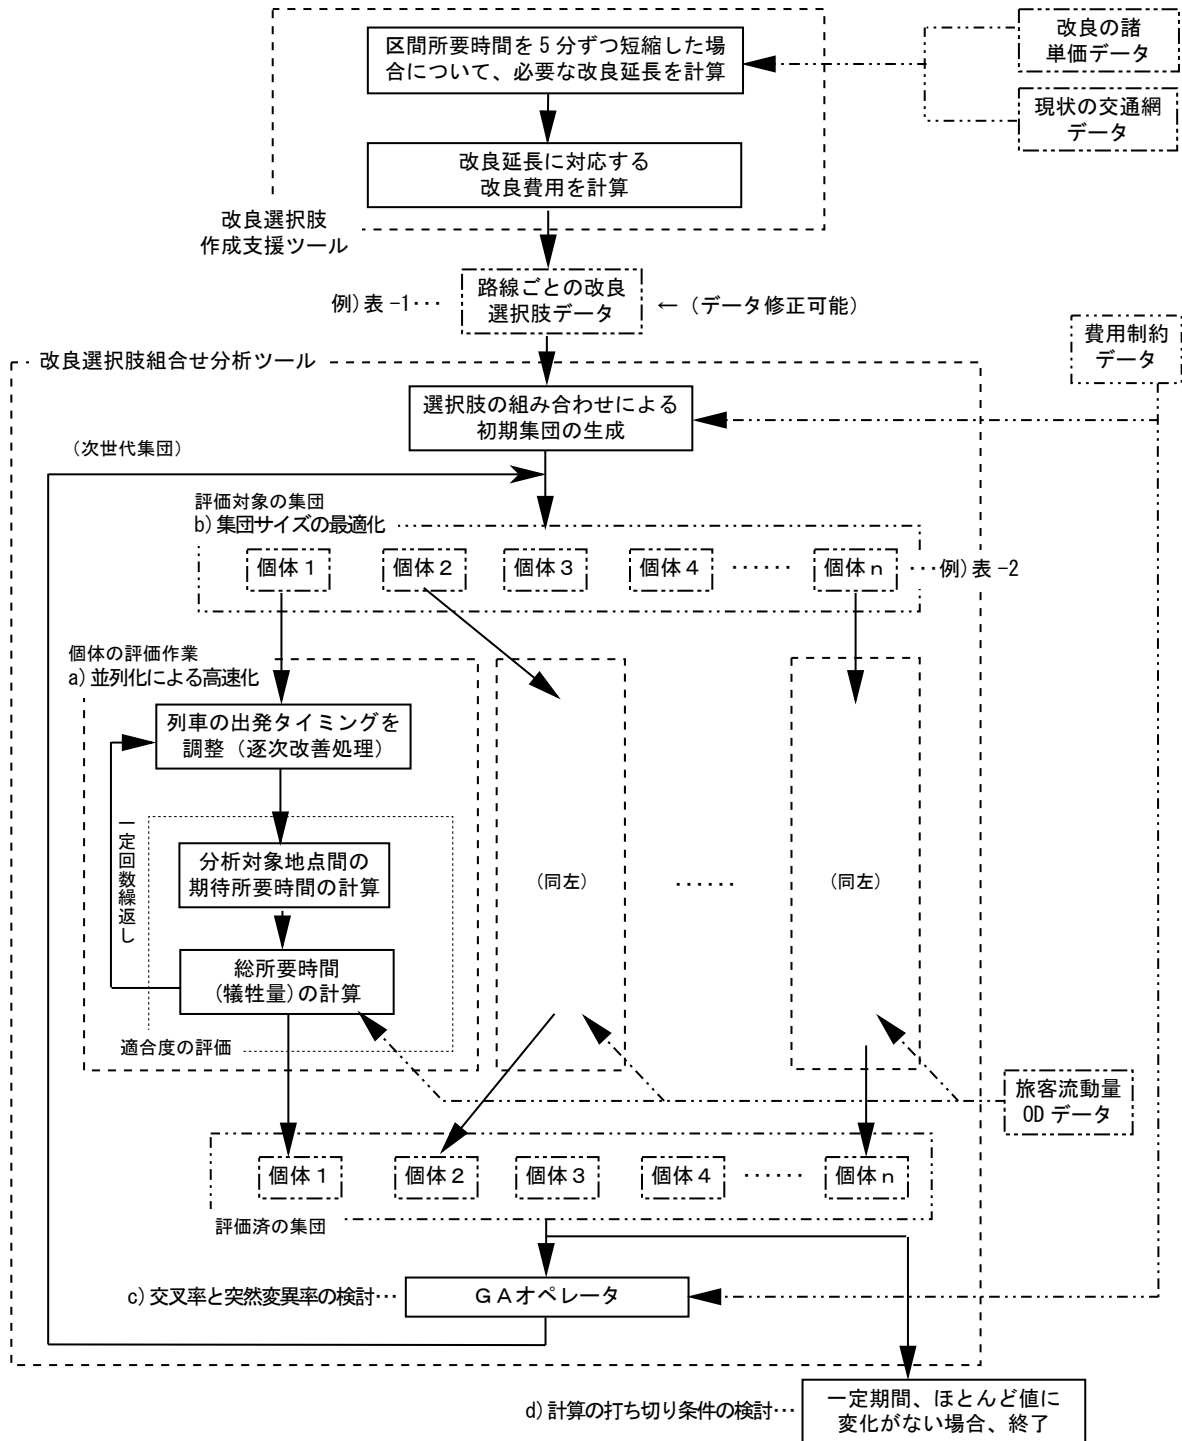 区間所要時間を5分ずつ短縮した場
合について、必要な改良延長を計算
改良の諸
単価データ
現状の交通網
データ
改良延長に対応する
改良費用を計算
改良選択肢
作成支援ツール
例)表-1･･･
路線ごとの改良
選択肢データ
←（データ修正可能）
費用制約
データ
改良選択肢組合せ分析ツール
選択肢の組み合わせによる
初期集団の生成
（次世代集団）
評価対象の集団
b)集団サイズの最適化
個体1
個体2
個体3
個体4
‥‥‥
個体n
･･･例)表-2
個体の評価作業
a)並列化による高速化
列車の出発タイミングを
調整（逐次改善処理）
一定回数繰返し
分析対象地点間の
期待所要時間の計算
（同左）
‥‥‥
（同左）
総所要時間
(犠牲量)の計算
適合度の評価
旅客流動量
ODデータ
個体1
個体2
個体3
個体4
‥‥‥
個体n
評価済の集団
c)交叉率と突然変異率の検討･･･
GAオペレータ
d)計算の打ち切り条件の検討･･･
一定期間、ほとんど値に
変化がない場合、終了